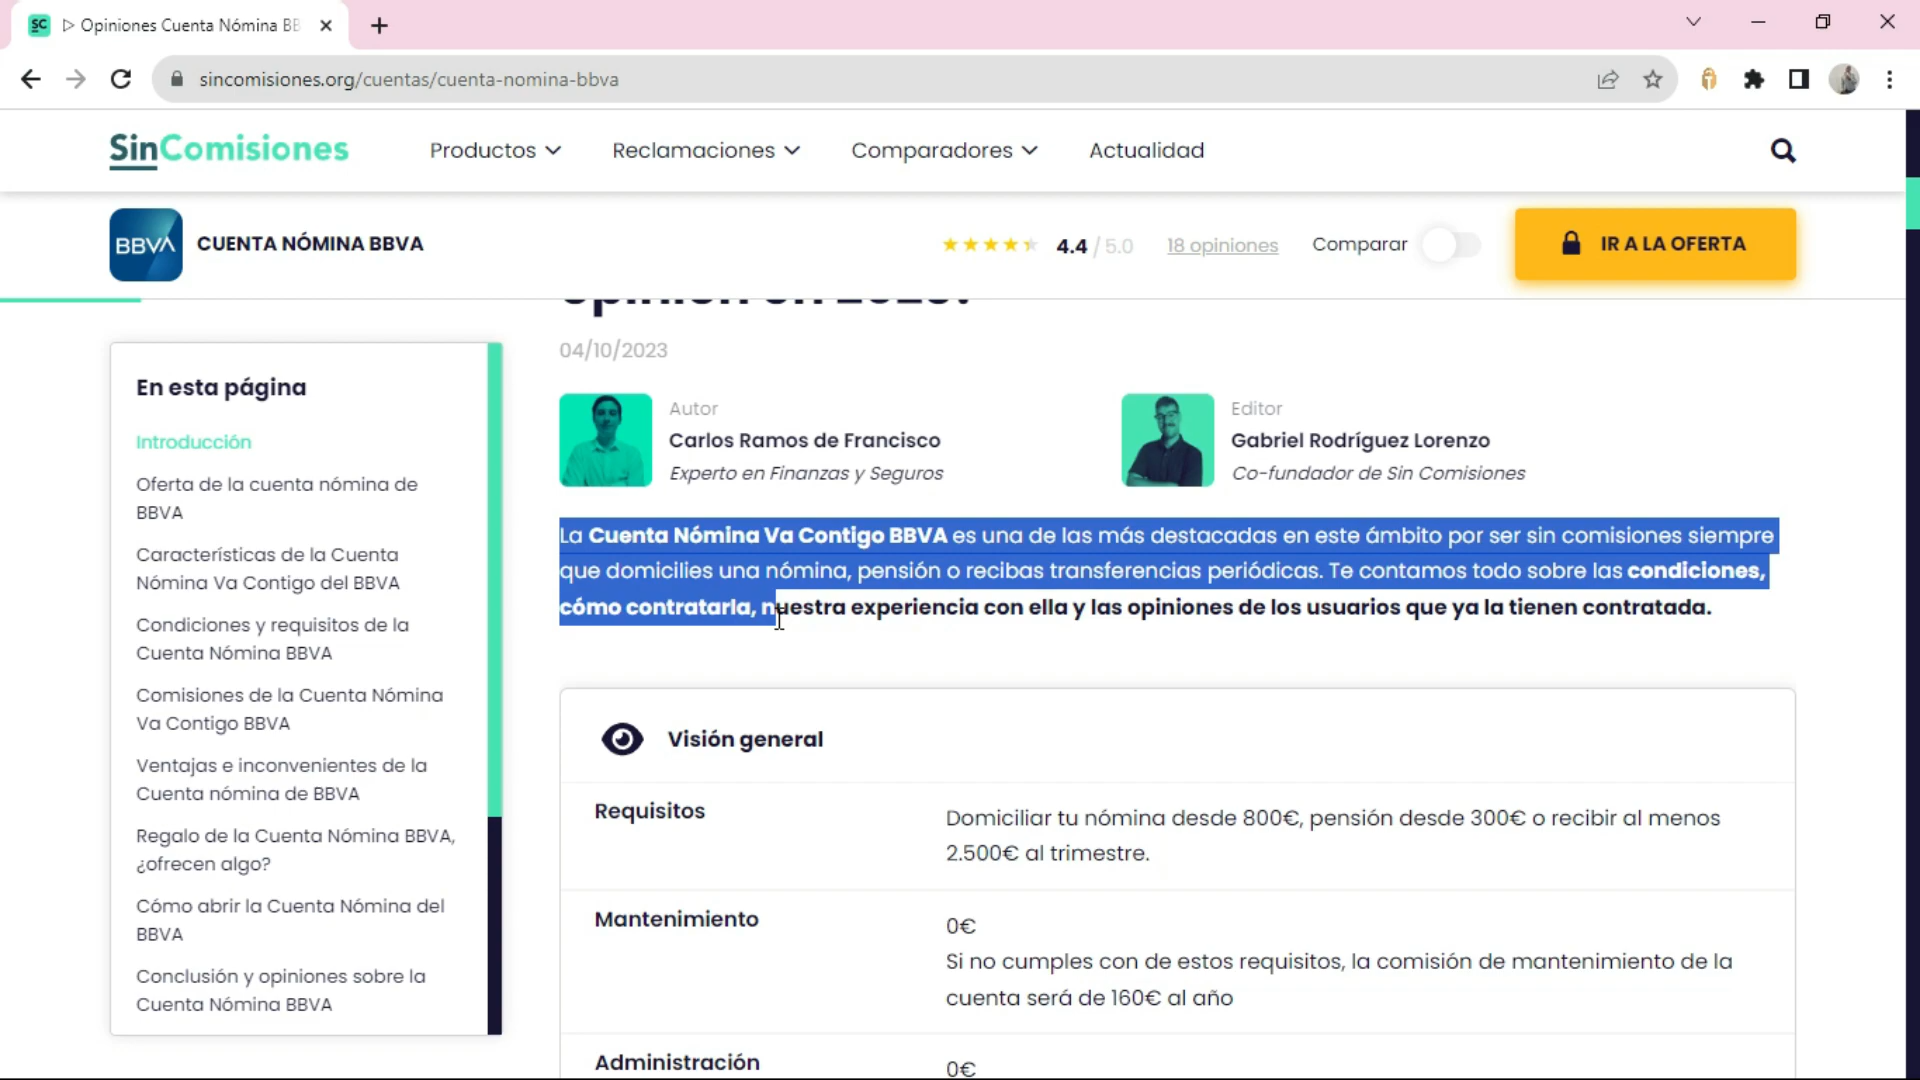 SC ▷ Opiniones Cuenta Nómina BB
sincomisiones.org/cuentas/cuenta-nomina-bbva
SinComisiones
Productos
Reclamaciones
Comparadores
Actualidad
BBVA
CUENTA NÓMINA BBVA
4.4 / 5.0
18 opiniones
Comparar
IR A LA OFERTA
04/10/2023
Autor
Carlos Ramos de Francisco
Experto en Finanzas y Seguros
Editor
Gabriel Rodríguez Lorenzo
Co-fundador de Sin Comisiones
En esta página
Introducción
Oferta de la cuenta nómina de
BBVA
Características de la Cuenta
Nómina Va Contigo del BBVA
Condiciones y requisitos de la
Cuenta Nómina BBVA
Comisiones de la Cuenta Nómina
Va Contigo BBVA
Ventajas e inconvenientes de la
Cuenta nómina de BBVA
Regalo de la Cuenta Nómina BBVA,
¿ofrecen algo?
Cómo abrir la Cuenta Nómina del
BBVA
Conclusión y opiniones sobre la
Cuenta Nómina BBVA
La Cuenta Nómina Va Contigo BBVA es una de las más destacadas en este ámbito por ser sin comisiones siempre
que domicilies una nómina, pensión o recibas transferencias periódicas. Te contamos todo sobre las condiciones,
cómo contratarla, nuestra experiencia con ella y las opiniones de los usuarios que ya la tienen contratada.
Visión general
Requisitos
Domiciliar tu nómina desde 800€, pensión desde 300€ o recibir al menos
2.500€ al trimestre.
Mantenimiento
0€
Si no cumples con de estos requisitos, la comisión de mantenimiento de la
cuenta será de 160€ al año
Administración
0€